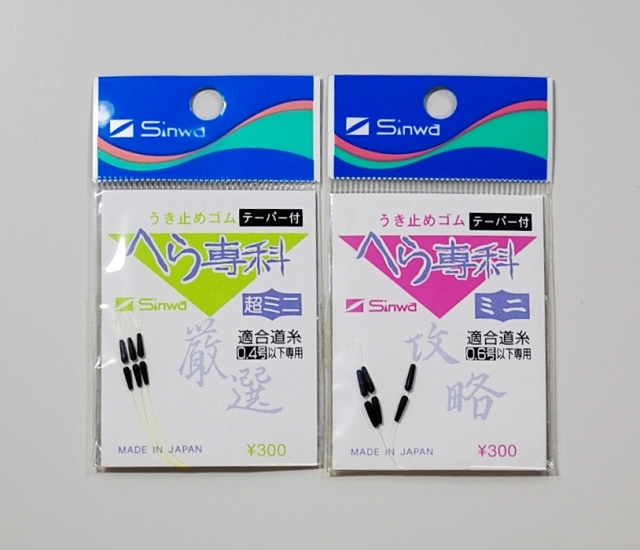 Sinwa
うき止めゴム テーパー付
へら専科
Sinwa
超ミニ
適合道糸
0.4号以下専用
厳選
MADE IN JAPAN
¥300
Sinwa
うき止めゴム テーパー付
へら専科
Sinwa
ミニ
適合道糸
0.6号以下専用
攻略
MADE IN JAPAN
¥300